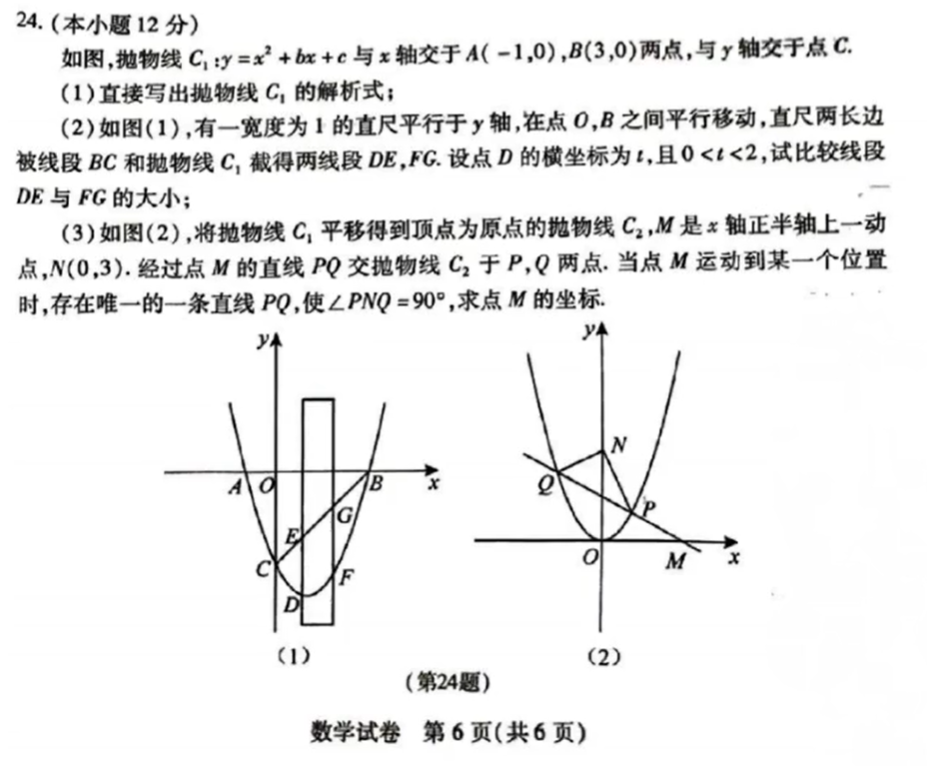 24. (本小题12分)
如图,抛物线 C₁:y=x²+bx+c 与 x 轴交于 A(-1,0),B(3,0)两点,与 y 轴交于点 C.
(1)直接写出抛物线 C₁ 的解析式;
(2)如图(1),有一宽度为 1 的直尺平行于 y 轴,在点 O,B 之间平行移动,直尺两长边
被线段 BC 和抛物线 C₁ 截得两线段 DE,FG. 设点 D 的横坐标为 t,且 0<t<2,试比较线段
DE 与 FG 的大小;
(3)如图(2),将抛物线 C₁ 平移得到顶点为原点的抛物线 C₂,M 是 x 轴正半轴上一动
点,N(0,3). 经过点 M 的直线 PQ 交抛物线 C₂ 于 P,Q 两点. 当点 M 运动到某一个位置
时,存在唯一的一条直线 PQ,使∠PNQ=90°,求点 M 的坐标.
y
A O B x
G
E
C
F
D
(1)
y
N
Q
P
O M x
(2)
(第24题)
数学试卷 第6页(共6页)